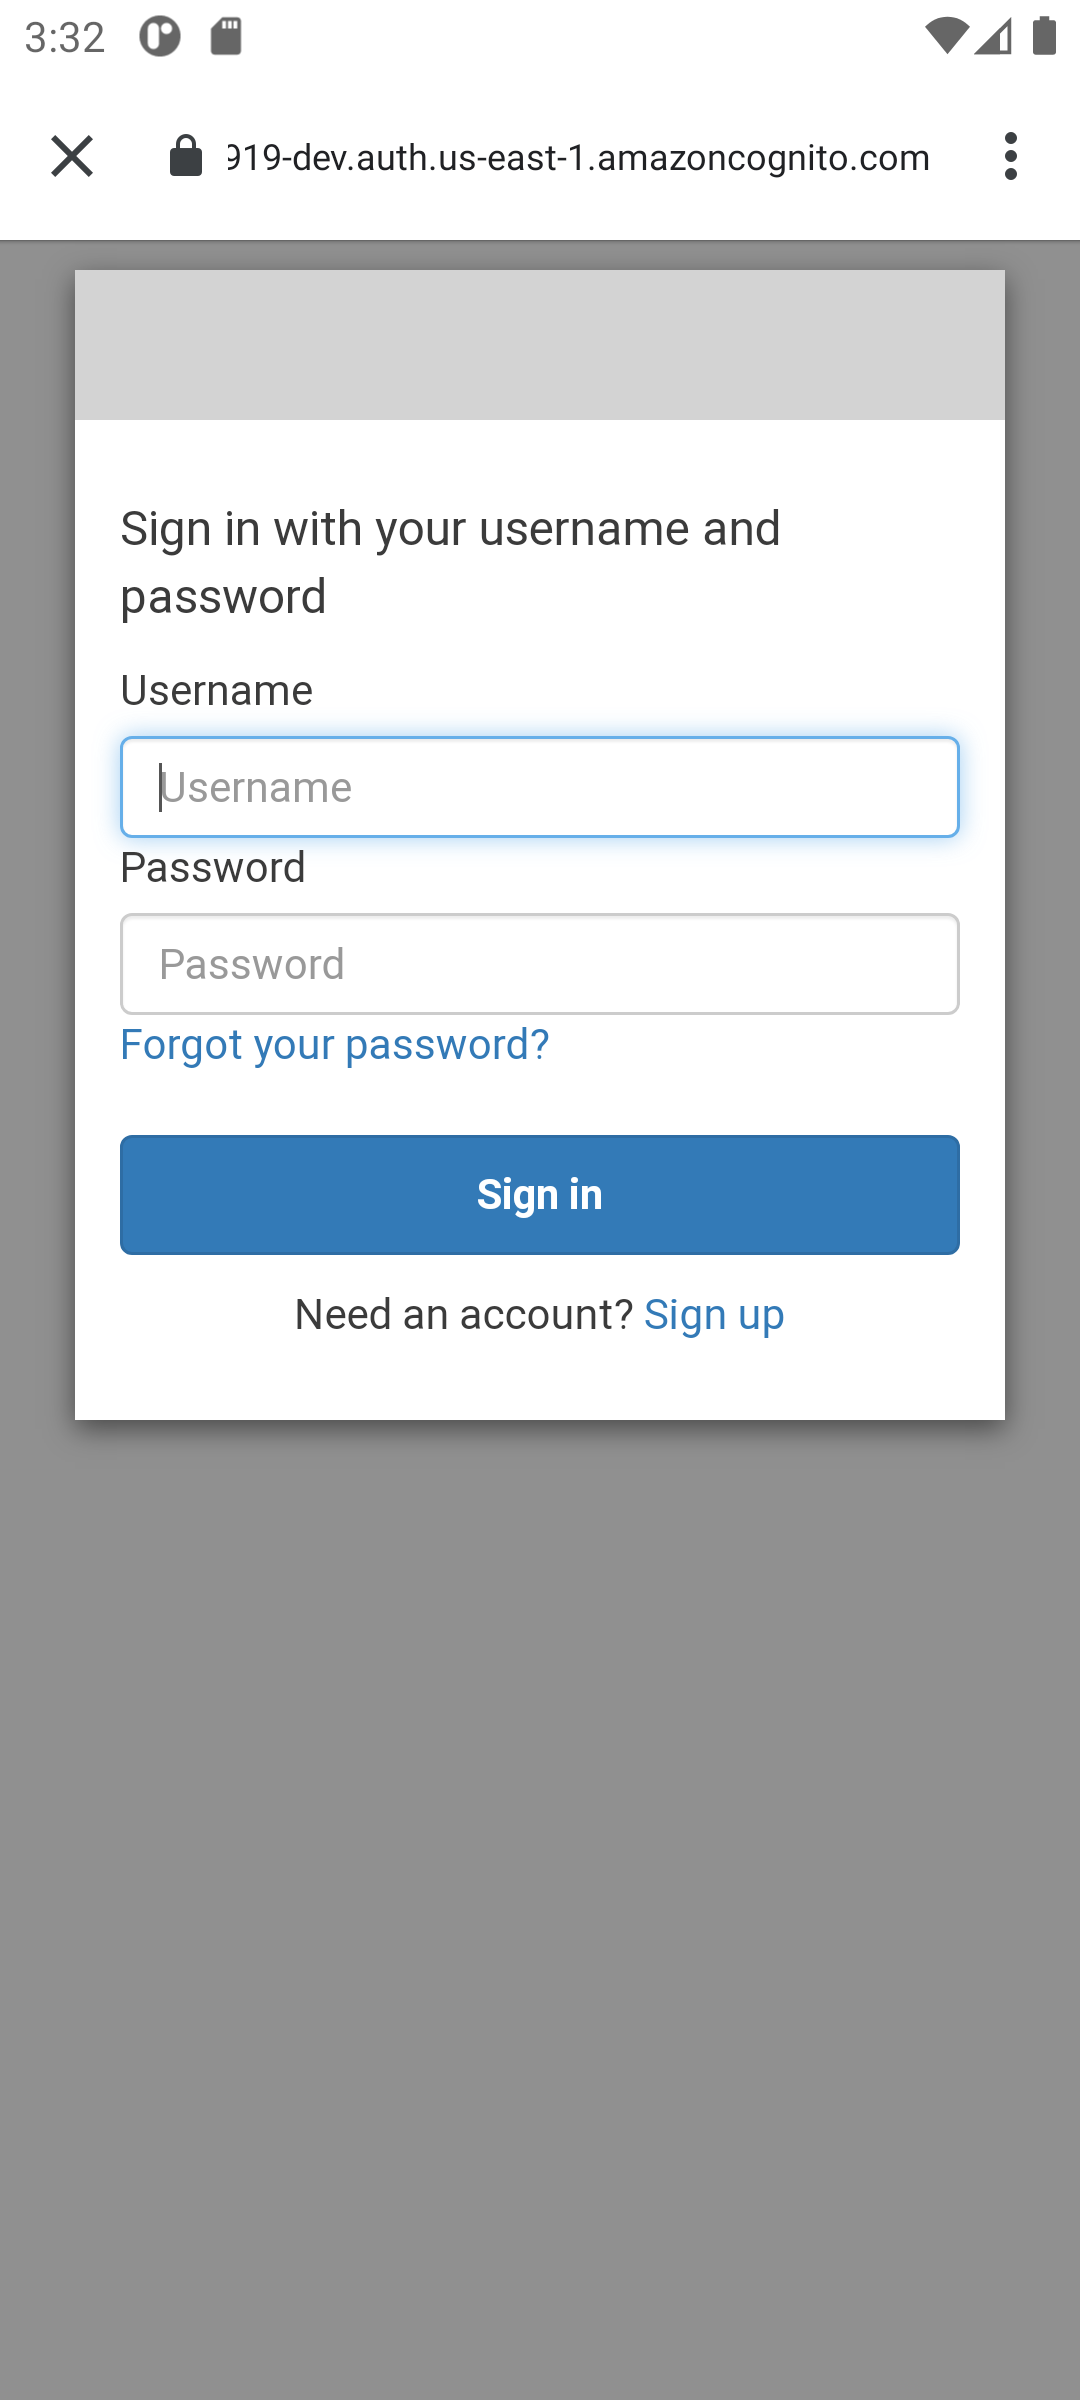 3:32
919-dev.auth.us-east-1.amazoncognito.com
Sign in with your username and
password
Username
Username
Password
Password
Forgot your password?
Sign in
Need an account? Sign up